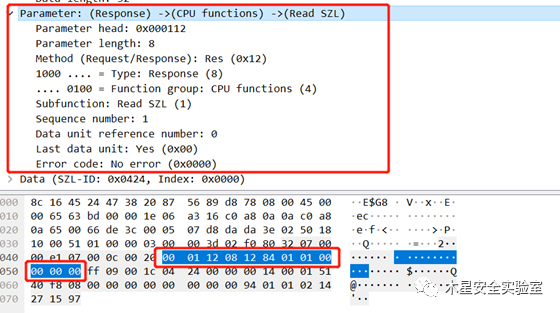 Parameter: (Response) ->(CPU functions) ->(Read SZL)
Parameter head: 0x000112
Parameter length: 8
Method (Request/Response): Res (0x12)
1000 .... = Type: Response (8)
.... 0100 = Function group: CPU functions (4)
Subfunction: Read SZL (1)
Sequence number: 1
Data unit reference number: 0
Last data unit: Yes (0x00)
Error code: No error (0x0000)
Data (SZL-ID: 0x0424, Index: 0x0000)
000 8c 16 45 24 47 38 20 87 56 89 d8 78 08 00 45 00 ··E$G8 ·V··x··E·
010 00 65 63 bd 00 00 1e 06 a3 16 c0 a8 0a 0a c0 a8 ·ec·····
020 0a 65 00 66 de 3c 00 05 07 d8 da da 3e 02 50 18 ·e·f·<·· ····>·P·
030 10 00 51 01 00 00 03 00 00 3d 02 f0 80 32 07 00 ··Q····· ·=···2··
040 00 e1 07 00 0c 00 20 00 01 12 08 12 84 01 01 00
050 00 00 00 ff 09 00 1c 04 24 00 00 00 14 00 01 51 ········ $······Q
40 f8 08 00 00 00 00 00 00 00 00 94 01 01 02 14 @·······
27 15 97 '··
木星安全实验室